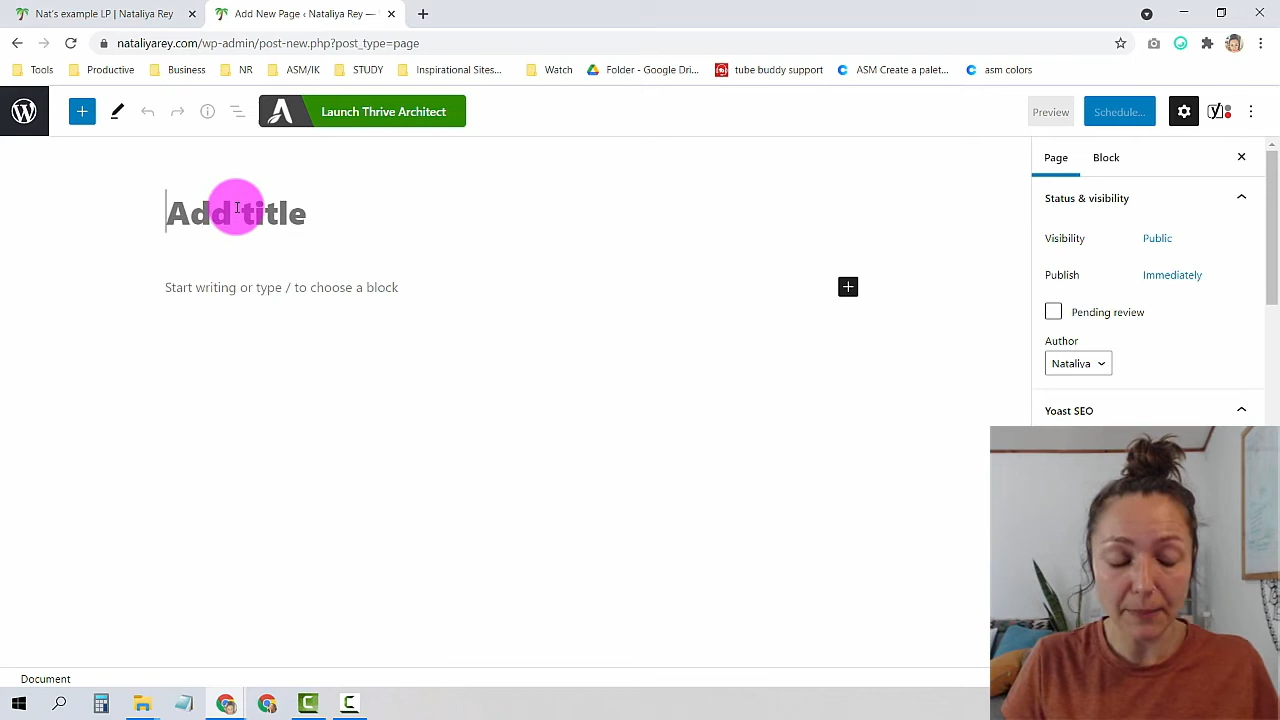 Nat's example LP | Nataliya Rey
Add New Page ‹ Nataliya Rey —
nataliyarey.com/wp-admin/post-new.php?post_type=page
Tools
Productive
Business
NR
ASM/IK
STUDY
Inspirational Sites...
Watch
Folder - Google Dri...
tube buddy support
ASM Create a palet...
asm colors
Launch Thrive Architect
Preview
Schedule...
Page
Block
Add title
Status & visibility
Visibility
Public
Start writing or type / to choose a block
Publish
Immediately
Pending review
Author
Nataliya
Yoast SEO
Document